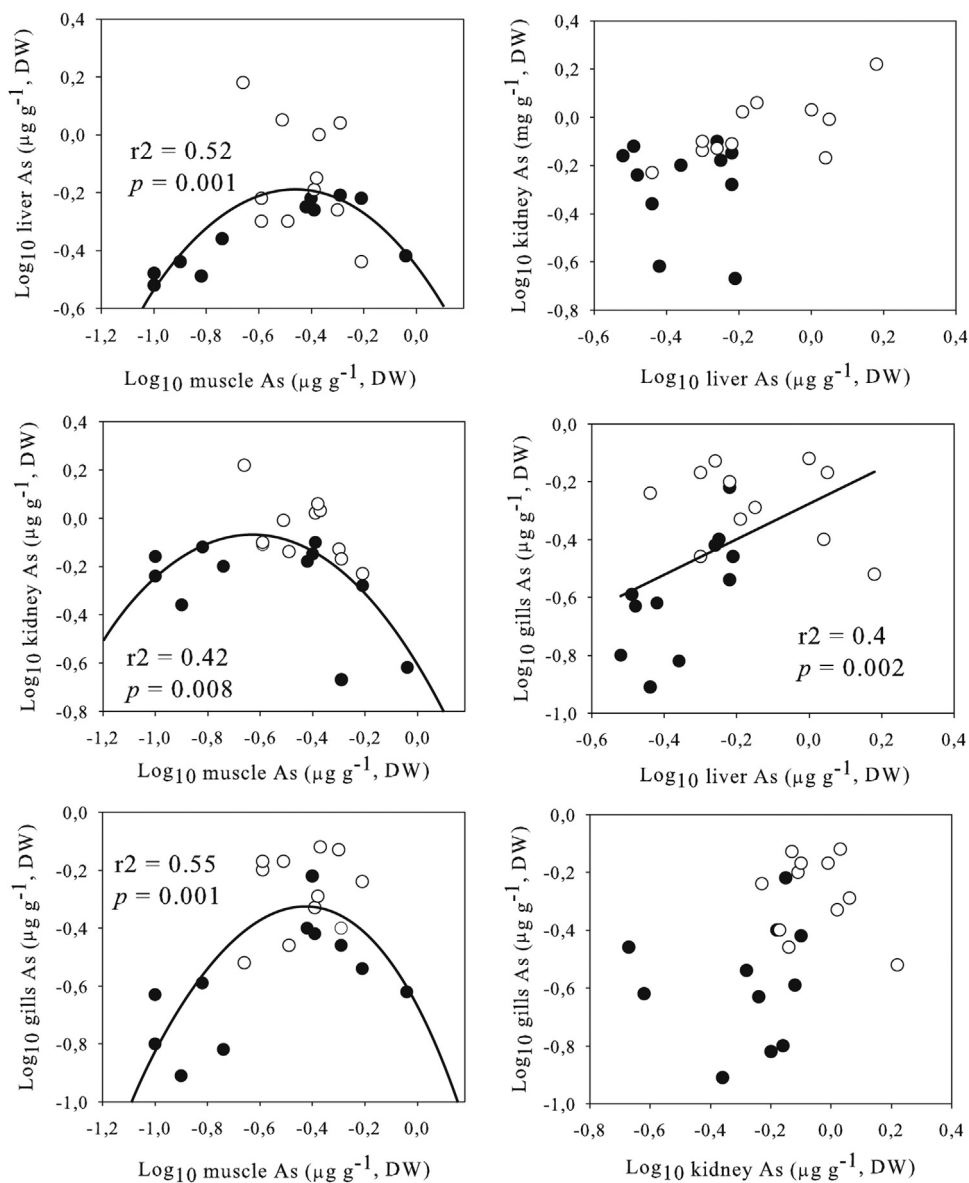 0,4
0,2
0,0
-0,2
-0,4
-0,6
Log10 liver As (µg g-1, DW)
r2 = 0.52
p = 0.001
-1,0 -0,8 -0,6 -0,4 -0,2 0,0
Log10 muscle As (µg g-1, DW)
0,4
0,2
-0,0
-0,2
-0,4
-0,6
-0,8
Log10 kidney As (mg g-1, DW)
-0,6 -0,4 -0,2 0,0 0,2 0,4
Log10 liver As (µg g-1, DW)
0,4
0,2
0,0
-0,2
-0,4
-0,6
-0,8
Log10 kidney As (µg g-1, DW)
r2 = 0.42
p = 0.008
-1,2 -1,0 -0,8 -0,6 -0,4 -0,2 0,0
Log10 muscle As (µg g-1, DW)
-0,0
-0,2
-0,4
-0,6
-0,8
-1,0
Log10 gills As (µg g-1, DW)
r2 = 0.4
p = 0.002
-0,6 -0,4 -0,2 0,0 0,2 0,4
Log10 liver As (µg g-1, DW)
0,0
-0,2
-0,4
-0,6
-0,8
-1,0
Log10 gills As (µg g-1, DW)
r2 = 0.55
p = 0.001
-1,2 -1,0 -0,8 -0,6 -0,4 -0,2 0,0
Log10 muscle As (µg g-1, DW)
-0,0
-0,2
-0,4
-0,6
-0,8
-1,0
Log10 gills As (µg g-1, DW)
-0,8 -0,6 -0,4 -0,2 0,0 0,2 0,4
Log10 kidney As (µg g-1, DW)